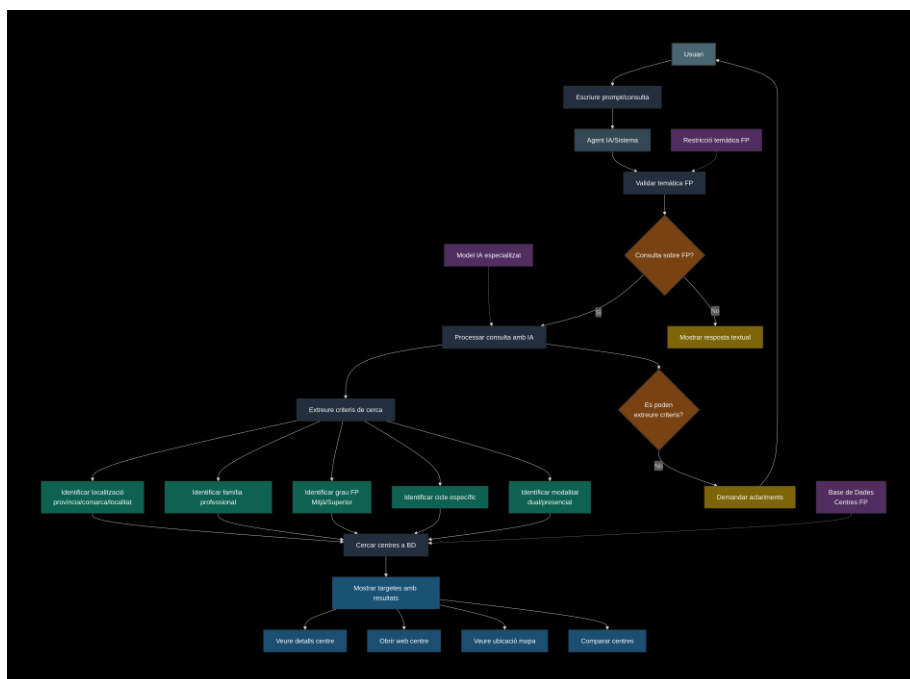 Usuari
Escriure prompt/consulta
Agent IA/Sistema
Restricció temàtica FP
Validar temàtica FP
Consulta sobre FP?
Model IA especialitzat
Sí
No
Processar consulta amb IA
Mostrar resposta textual
Extreure criteris de cerca
Es poden
extreure criteris?
No
Identificar localització
província/comarca/localitat
Identificar família
professional
Identificar grau FP
Mitjà/Superior
Identificar cicle específic
Identificar modalitat
dual/presencial
Demandar aclariments
Base de Dades
Centres FP
Cercar centres a BD
Mostrar targetes amb
resultats
Veure detalls centre
Obrir web centre
Veure ubicació mapa
Comparar centres